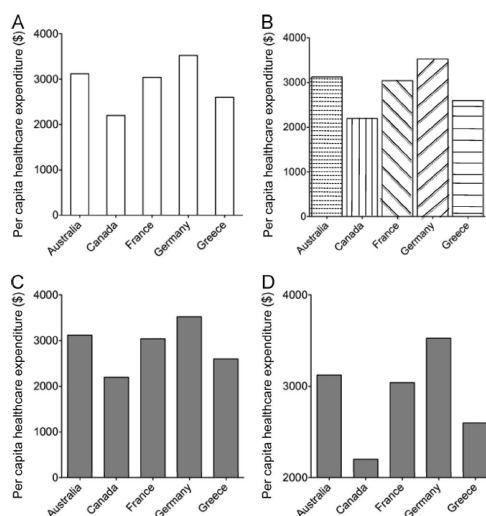 A
Per capita healthcare expenditure ($)
4000
3000
2000
1000
0
Australia
Canada
France
Germany
Greece
B
Per capita healthcare expenditure ($)
4000
3000
2000
1000
0
Australia
Canada
France
Germany
Greece
C
Per capita healthcare expenditure ($)
4000
3000
2000
1000
0
Australia
Canada
France
Germany
Greece
D
Per capita healthcare expenditure ($)
4000
3000
2000
Australia
Canada
France
Germany
Greece